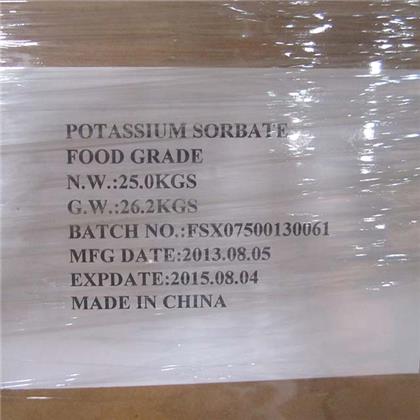 POTASSIUM SORBATE
FOOD GRADE
N.W.:25.0KGS
G.W.:26.2KGS
BATCH NO.:FSX07500130061
MFG DATE:2013.08.05
EXPDATE:2015.08.04
MADE IN CHINA